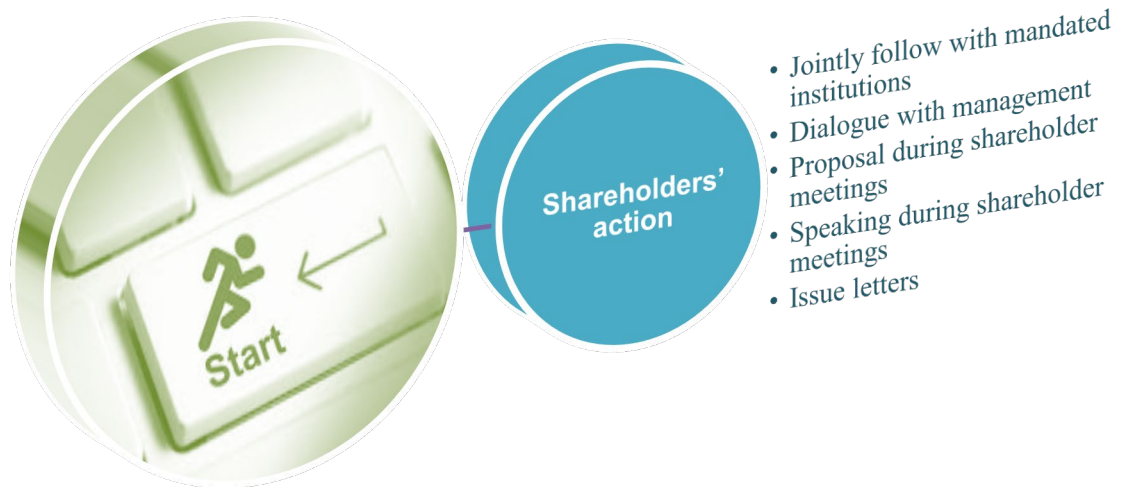 Start
Shareholders’
action
• Jointly follow with mandated
institutions
• Dialogue with management
• Proposal during shareholder
meetings
• Speaking during shareholder
meetings
• Issue letters